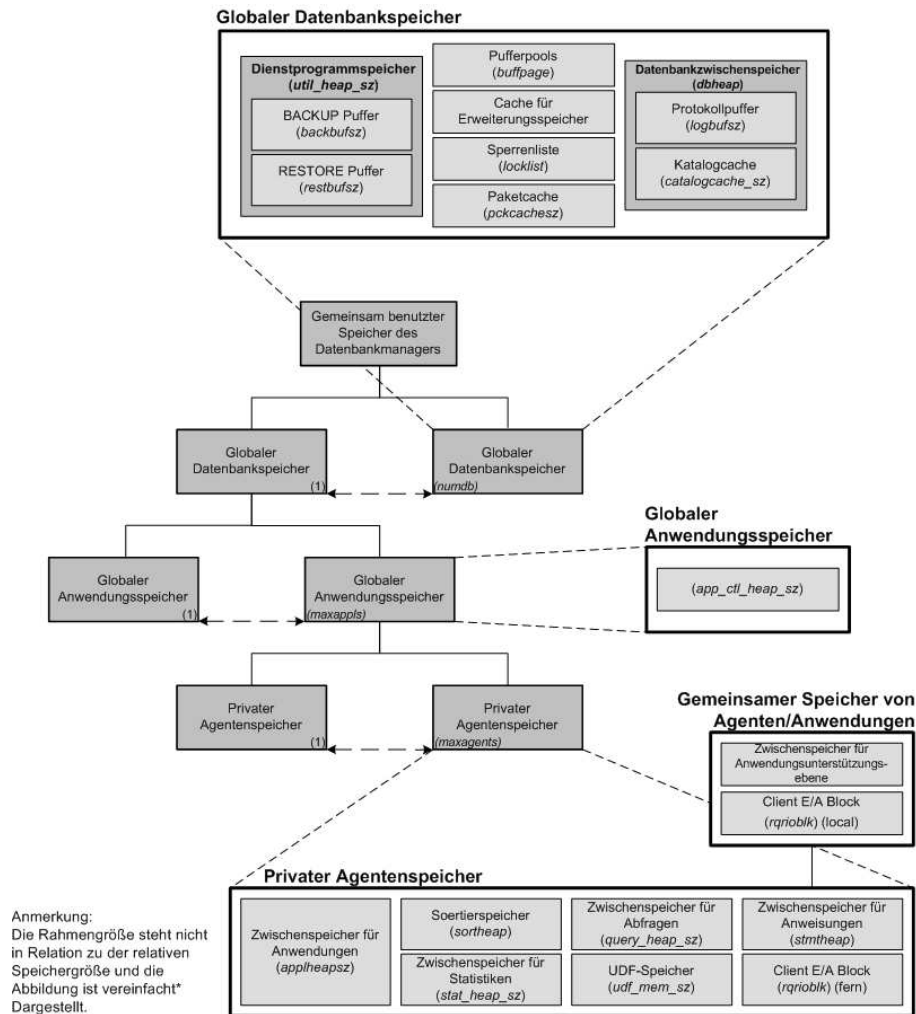 Globaler Datenbankspeicher
Dienstprogrammspeicher
(util_heap_sz)
BACKUP Puffer
(backbufsz)
RESTORE Puffer
(restbufsz)
Pufferpools
(buffpage)
Cache für
Erweiterungsspeicher
Sperrenliste
(locklist)
Paketcache
(pckcachesz)
Datenbankzwischenspeicher
(dbheap)
Protokollpuffer
(logbufsz)
Katalogcache
(catalogcache_sz)
Gemeinsam benutzter
Speicher des
Datenbankmanagers
Globaler
Datenbankspeicher
(1)
Globaler
Datenbankspeicher
(numdb)
Globaler
Anwendungsspeicher
(1)
Globaler
Anwendungsspeicher
(maxappls)
Globaler
Anwendungsspeicher
(app_ctl_heap_sz)
Privater
Agentenspeicher
(1)
Privater
Agentenspeicher
(maxagents)
Gemeinsamer Speicher von
Agenten/Anwendungen
Zwischenspeicher für
Anwendungsunterstützungs-
ebene
Client E/A Block
(rqrioblk) (local)
Privater Agentenspeicher
Zwischenspeicher für
Anwendungen
(applheapsz)
Soertierspeicher
(sortheap)
Zwischenspeicher für
Statistiken
(stat_heap_sz)
Zwischenspeicher für
Abfragen
(query_heap_sz)
UDF-Speicher
(udf_mem_sz)
Zwischenspeicher für
Anweisungen
(stmtheap)
Client E/A Block
(rqrioblk) (fern)
Anmerkung:
Die Rahmengröße steht nicht
in Relation zu der relativen
Speichergröße und die
Abbildung ist vereinfacht*
Dargestellt.